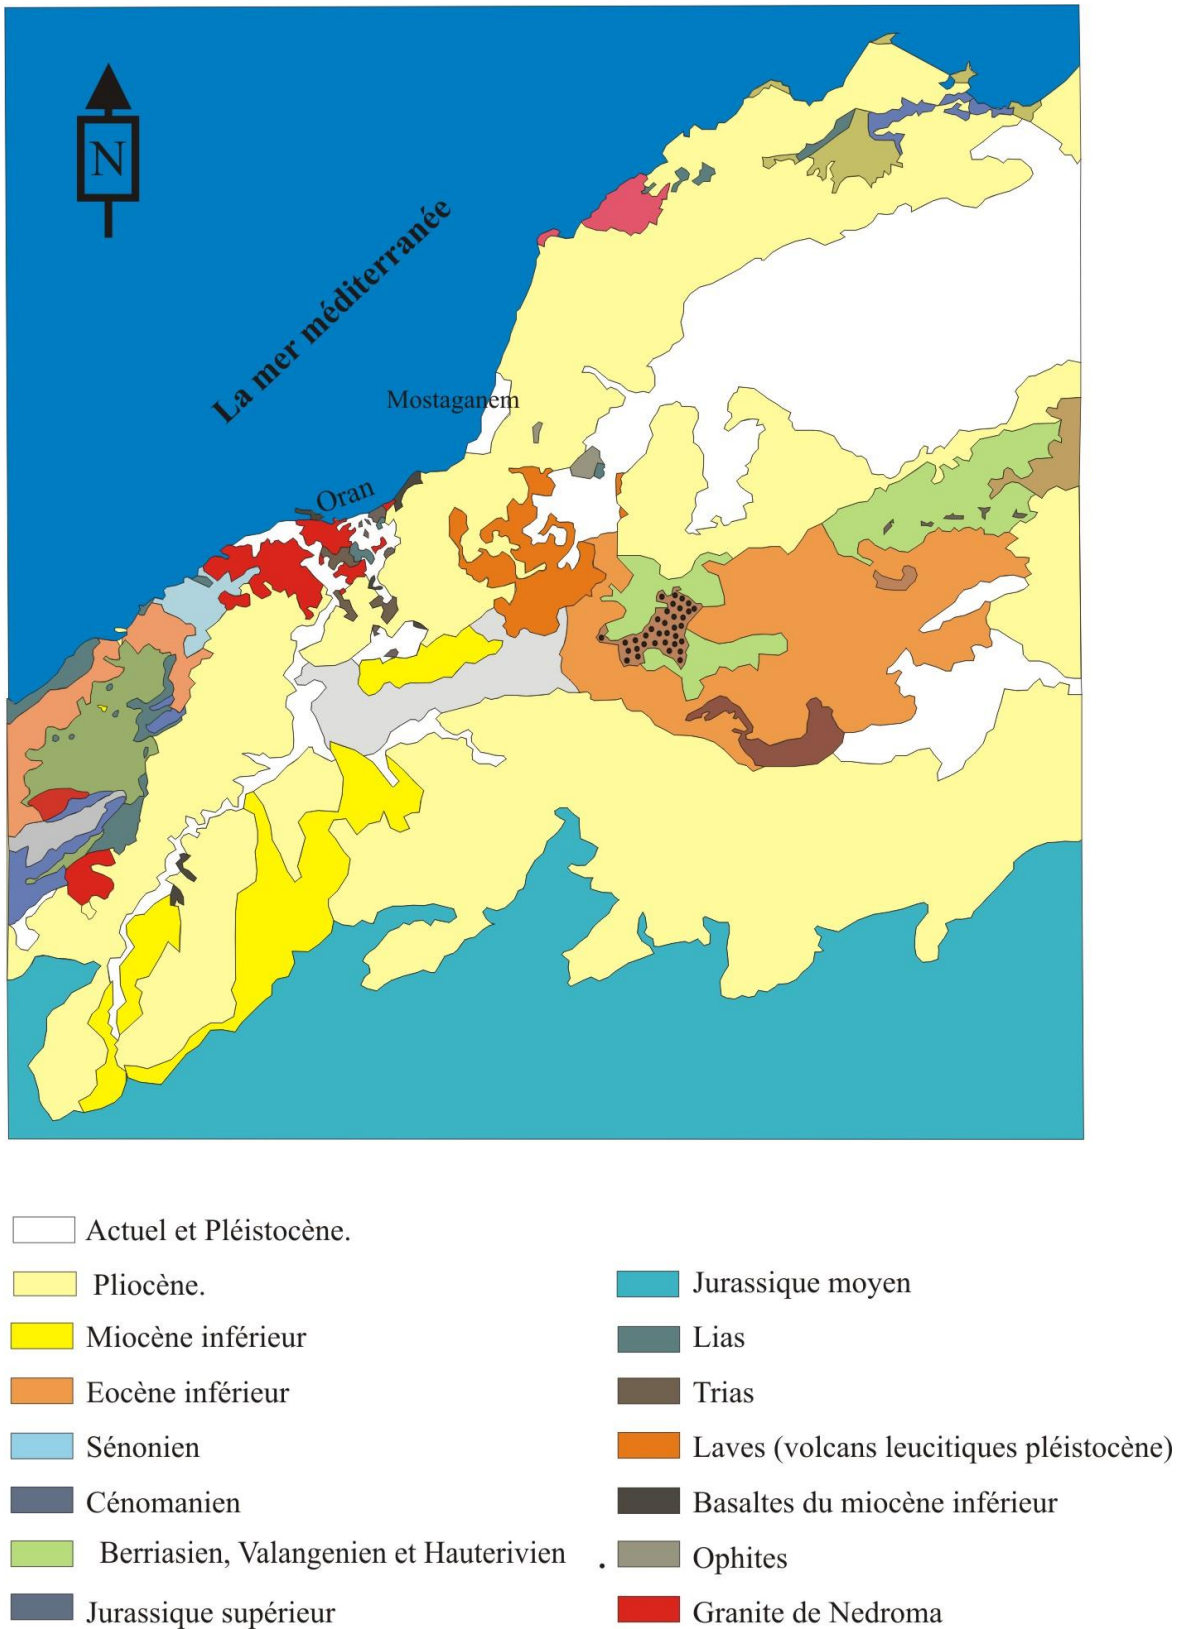 N
La mer méditerranée
Mostaganem
Oran
Actuel et Pléistocène.
Pliocène.
Miocène inférieur
Eocène inférieur
Sénonien
Cénomanien
Berriasien, Valangenien et Hauterivien .
Jurassique supérieur
Jurassique moyen
Lias
Trias
Laves (volcans leucitiques pléistocène)
Basaltes du miocène inférieur
Ophites
Granite de Nedroma